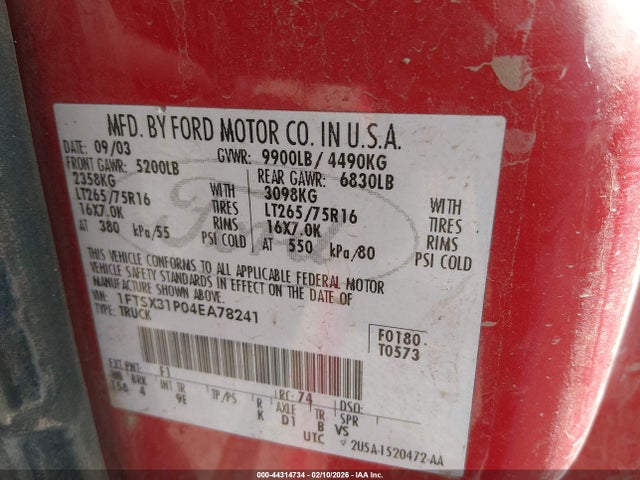 MFD. BY FORD MOTOR CO. IN U.S.A.
DATE: 09/03 GVWR: 9900LB/ 4490KG
FRONT GAWR: 5200LB REAR GAWR: 6830LB
2358KG WITH 3098KG WITH
LT265/75R16 TIRES LT265/75R16 TIRES
16X7.0K RIMS 16X7.0K RIMS
AT 380 kPa/55 PSI COLD AT 550 kPa/80 PSI COLD
Ford
THIS VEHICLE CONFORMS TO ALL APPLICABLE FEDERAL MOTOR
VEHICLE SAFETY STANDARDS IN EFFECT ON THE DATE OF
MANUFACTURE SHOWN ABOVE.
VIN: 1FTSX31P04EA78241
TYPE: TRUCK
F0180
T0573
EXT PNT: F1 RC: 74 DSO:
WB BRK INT TR TP/PS R AXLE TR SPR
158 4 9E K D1 B VS
UTC
2U5A-1520472-AA
00-44314734 - 02/10/2026 - IAA Inc.